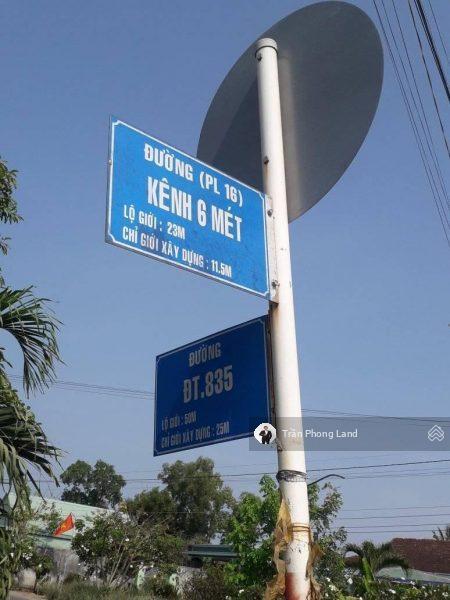 ĐƯỜNG (PL 16)
KÊNH 6 MÉT
LỘ GIỚI : 23M
CHỈ GIỚI XÂY DỰNG : 11.5M
ĐƯỜNG
ĐT.835
LỘ GIỚI : 50M
CHỈ GIỚI XÂY DỰNG : 25M
Trần Phong Land